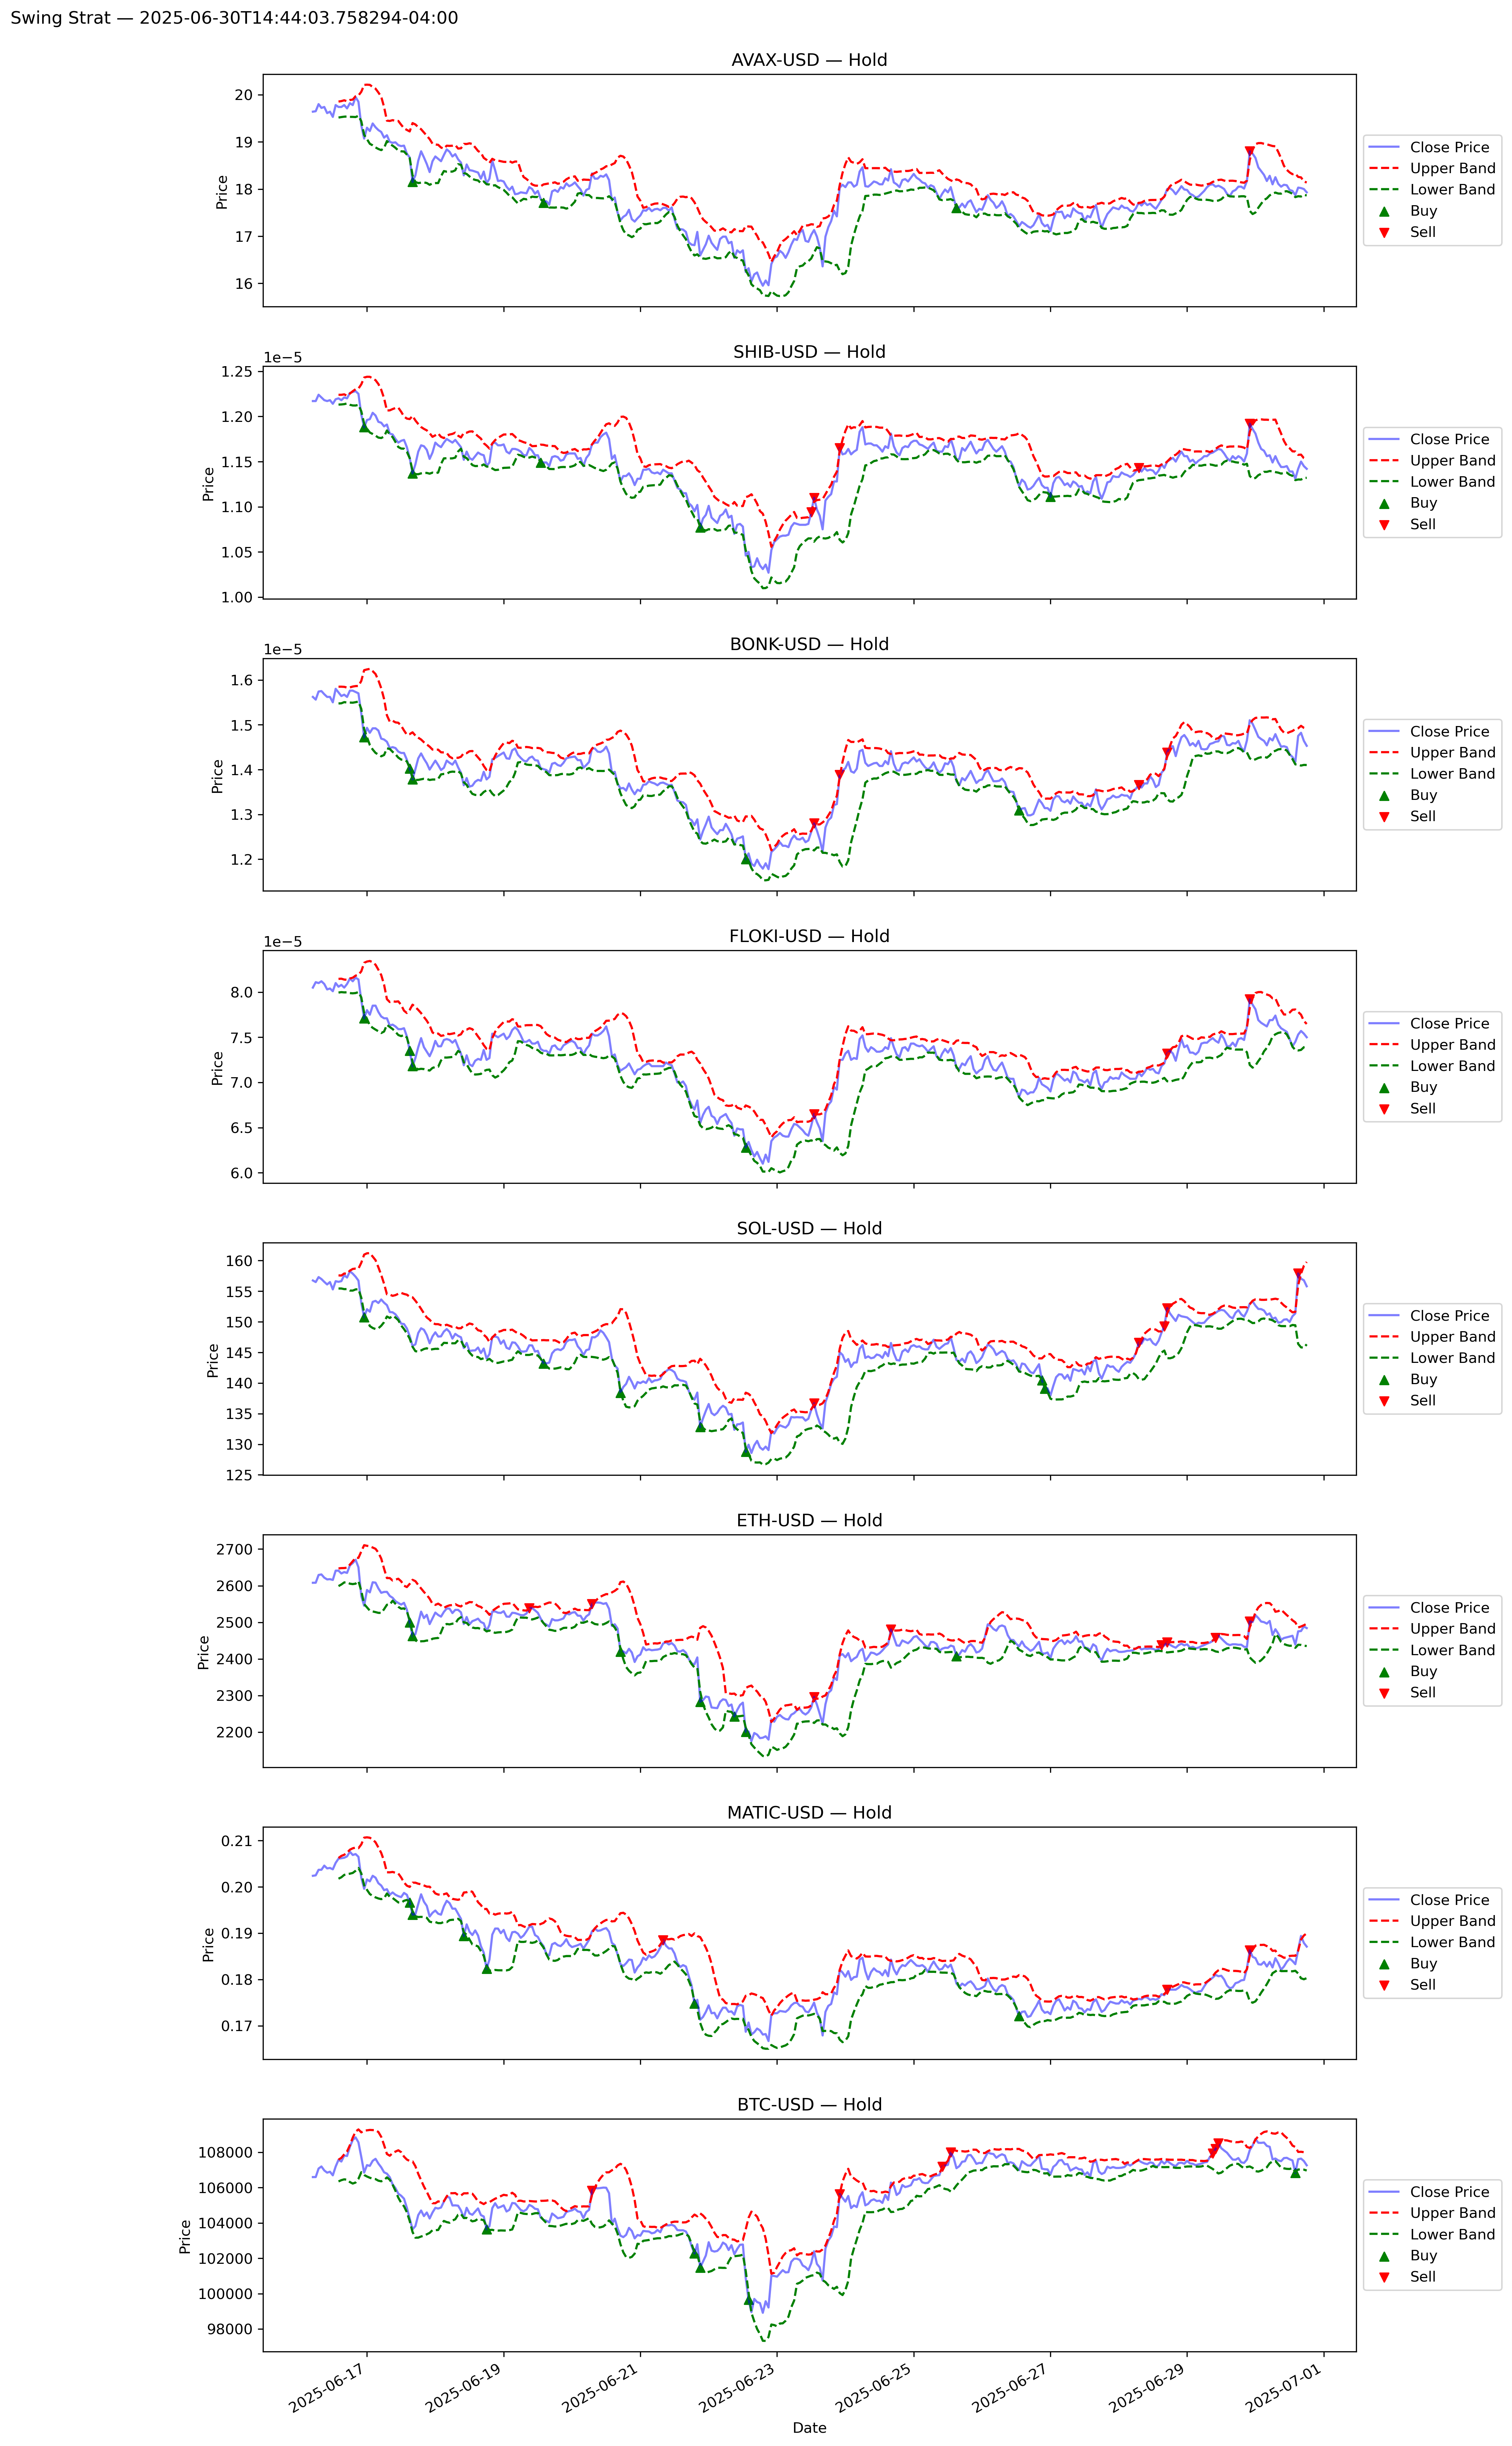 Swing Strat — 2025-06-30T14:44:03.758294-04:00
AVAX-USD — Hold
20
19
18
17
16
Price
Close Price
Upper Band
Lower Band
Buy
Sell
SHIB-USD — Hold
1e−5
1.25
1.20
1.15
1.10
1.05
1.00
Price
Close Price
Upper Band
Lower Band
Buy
Sell
BONK-USD — Hold
1e−5
1.6
1.5
1.4
1.3
1.2
Price
Close Price
Upper Band
Lower Band
Buy
Sell
FLOKI-USD — Hold
1e−5
8.0
7.5
7.0
6.5
6.0
Price
Close Price
Upper Band
Lower Band
Buy
Sell
SOL-USD — Hold
160
155
150
145
140
135
130
125
Price
Close Price
Upper Band
Lower Band
Buy
Sell
ETH-USD — Hold
2700
2600
2500
2400
2300
2200
Price
Close Price
Upper Band
Lower Band
Buy
Sell
MATIC-USD — Hold
0.21
0.20
0.19
0.18
0.17
Price
Close Price
Upper Band
Lower Band
Buy
Sell
BTC-USD — Hold
108000
106000
104000
102000
100000
98000
Price
Close Price
Upper Band
Lower Band
Buy
Sell
2025-06-17
2025-06-19
2025-06-21
2025-06-23
2025-06-25
2025-06-27
2025-06-29
2025-07-01
Date